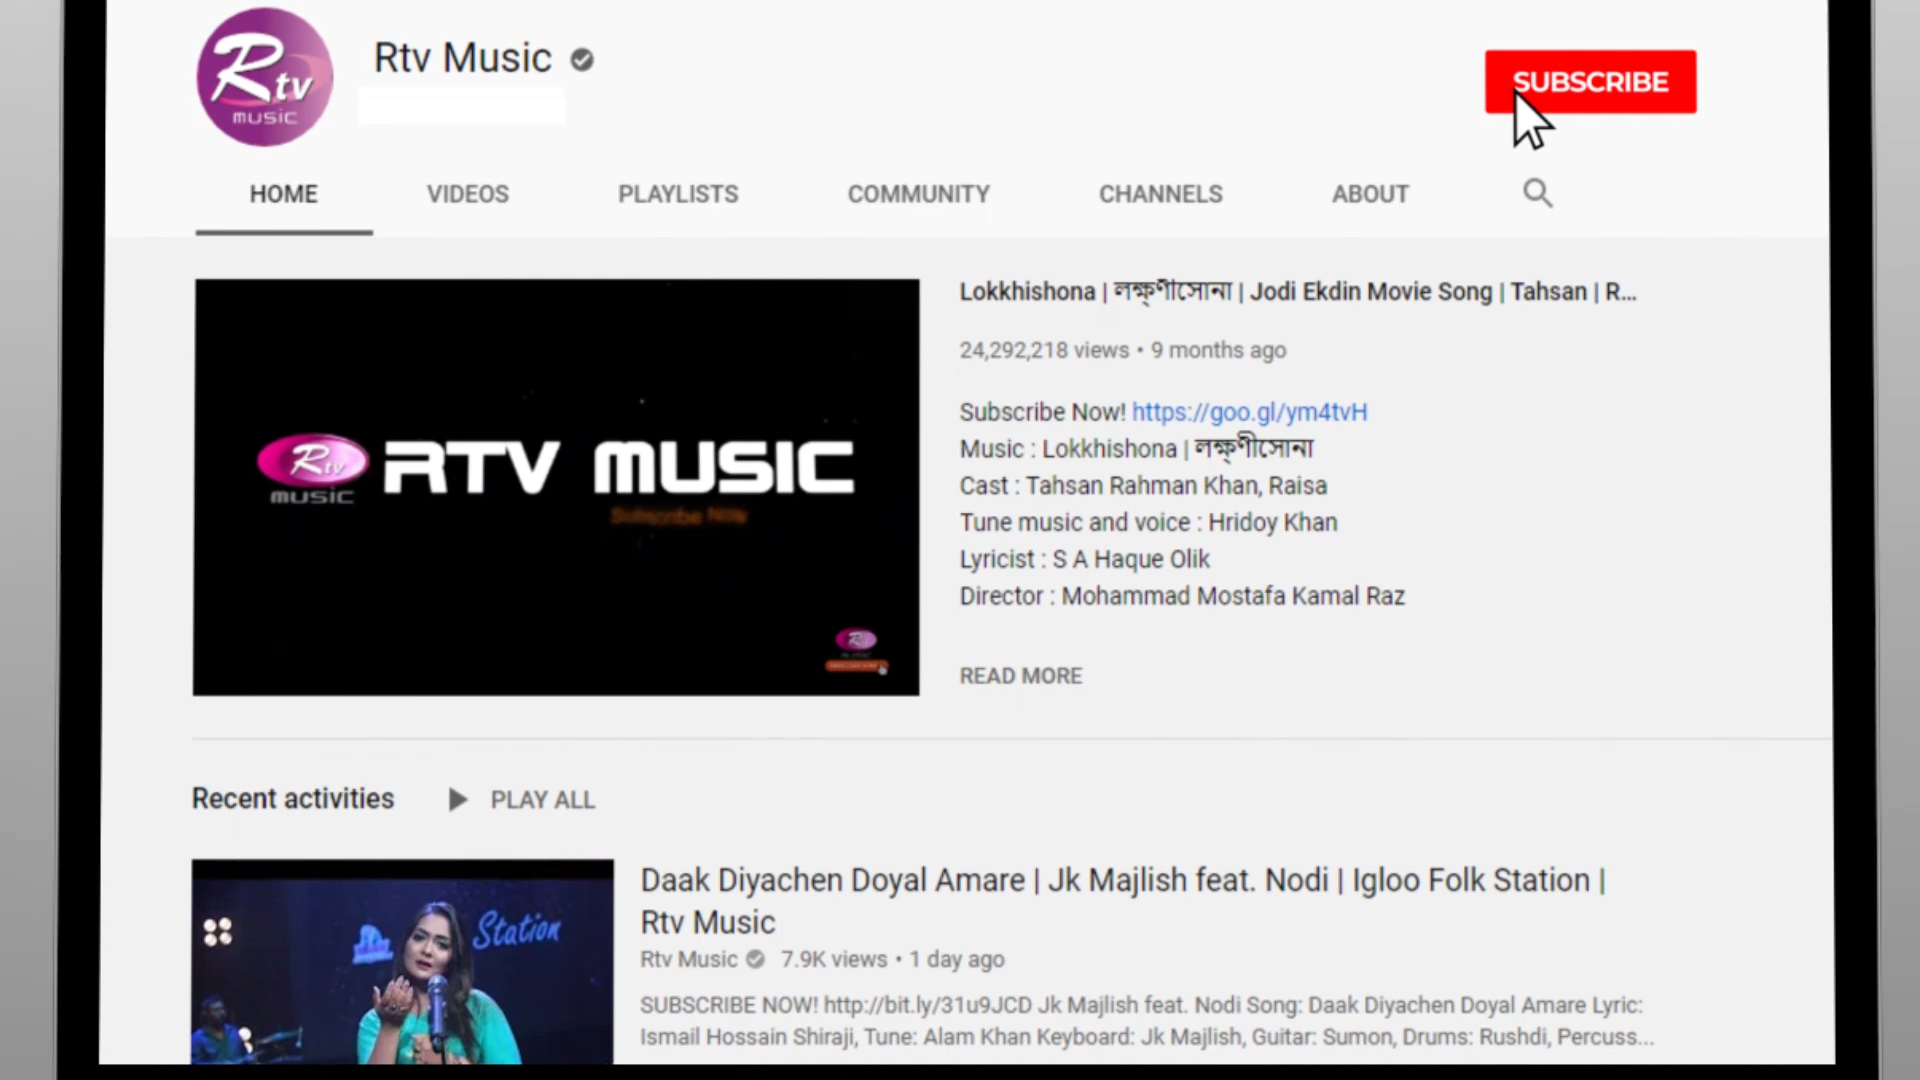 Rtv
MUSIC
Rtv Music
SUBSCRIBE
HOME
VIDEOS
PLAYLISTS
COMMUNITY
CHANNELS
ABOUT
Rtv
MUSIC
RTV MUSIC
Subscribe Now
Lokkhishona | লক্ষ্ণীসোনা | Jodi Ekdin Movie Song | Tahsan | R...
24,292,218 views • 9 months ago
Subscribe Now! https://goo.gl/ym4tvH
Music : Lokkhishona | লক্ষ্ণীসোনা
Cast : Tahsan Rahman Khan, Raisa
Tune music and voice : Hridoy Khan
Lyricist : S A Haque Olik
Director : Mohammad Mostafa Kamal Raz
READ MORE
Recent activities
PLAY ALL
Station
Daak Diyachen Doyal Amare | Jk Majlish feat. Nodi | Igloo Folk Station |
Rtv Music
Rtv Music 7.9K views • 1 day ago
SUBSCRIBE NOW! http://bit.ly/31u9JCD Jk Majlish feat. Nodi Song: Daak Diyachen Doyal Amare Lyric:
Ismail Hossain Shiraji, Tune: Alam Khan Keyboard: Jk Majlish, Guitar: Sumon, Drums: Rushdi, Percuss...